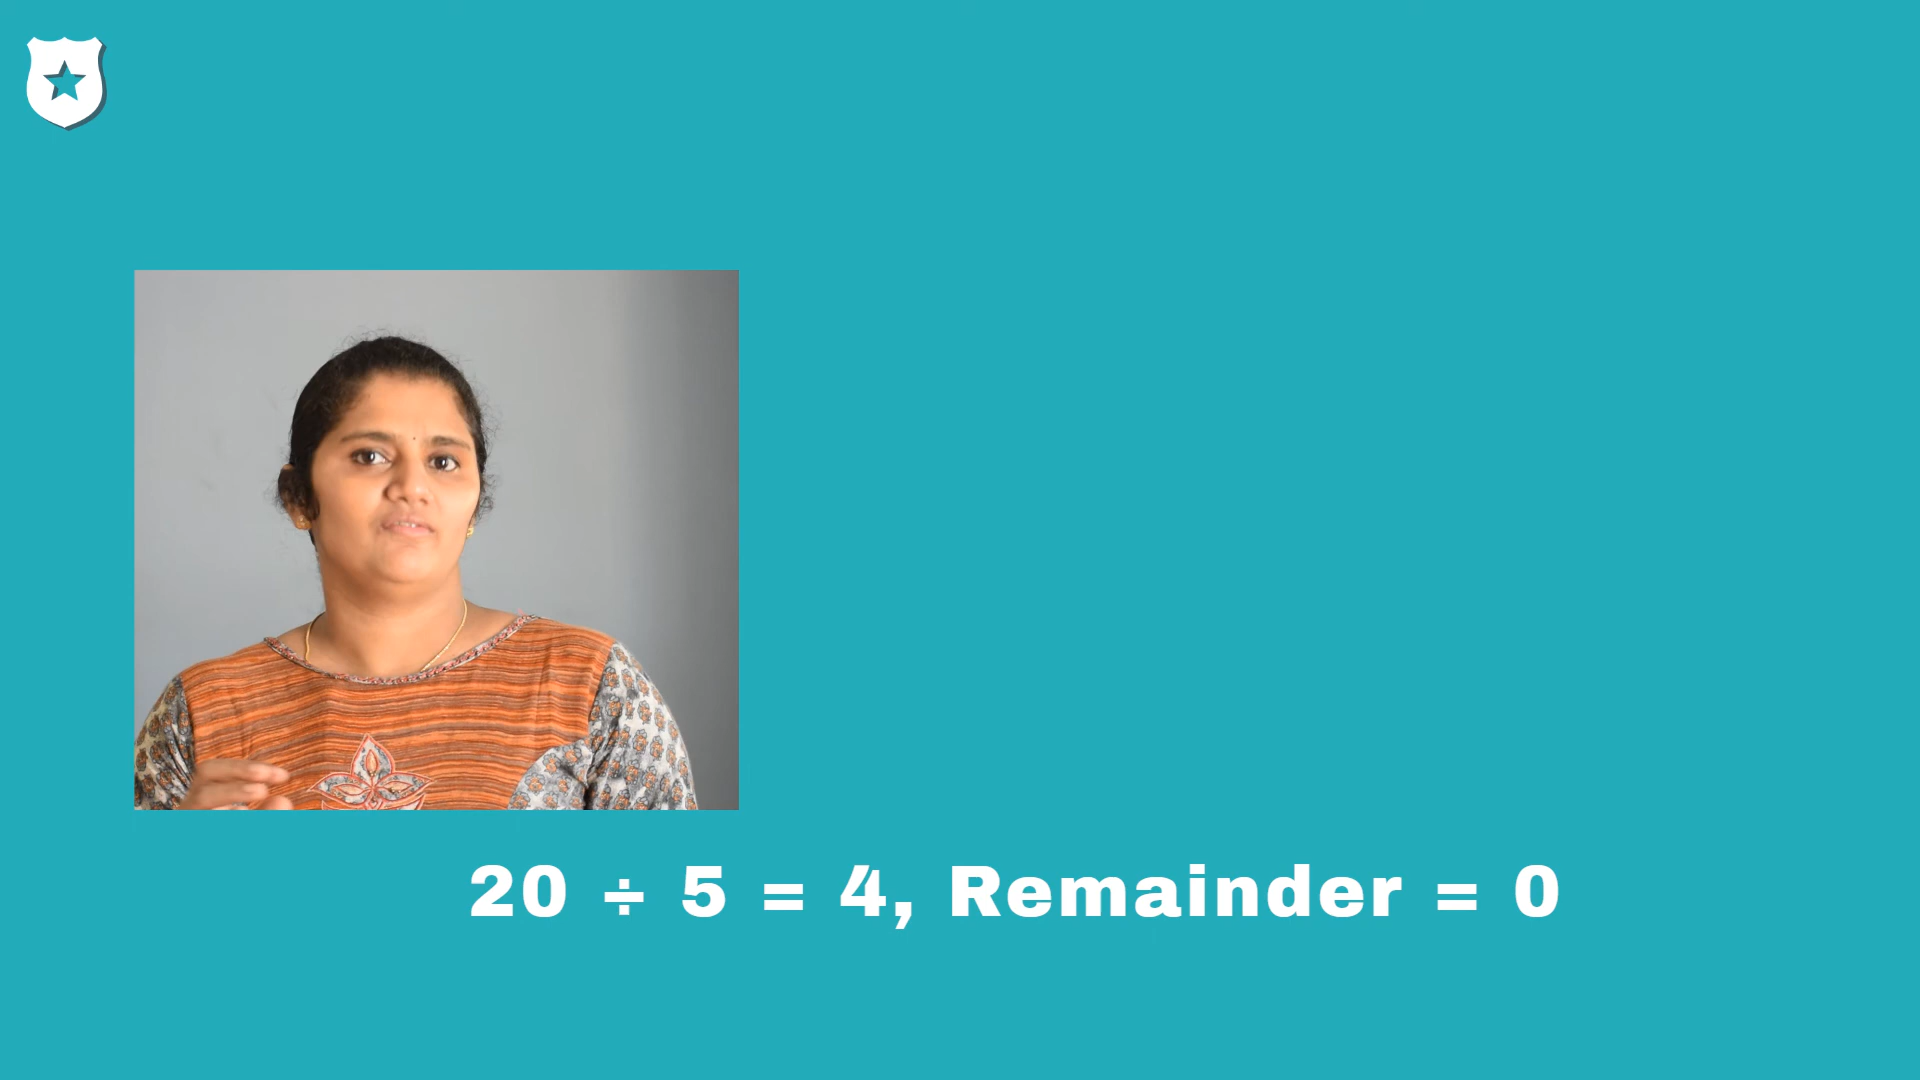 20 ÷ 5 = 4, Remainder = 0